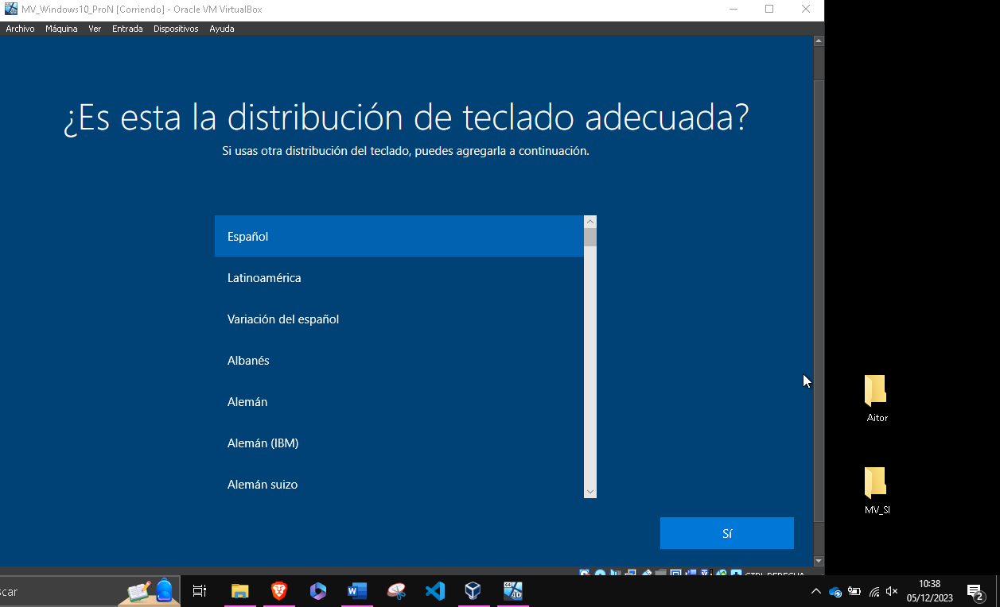 MV_Windows10_ProN [Corriendo] - Oracle VM VirtualBox
Archivo Máquina Ver Entrada Dispositivos Ayuda
¿Es esta la distribución de teclado adecuada?
Si usas otra distribución del teclado, puedes agregarla a continuación.
Español
Latinoamérica
Variación del español
Albanés
Alemán
Alemán (IBM)
Alemán suizo
Sí
Aitor
MV_SI
CTRL DERECHA
scar
10:38
05/12/2023
2